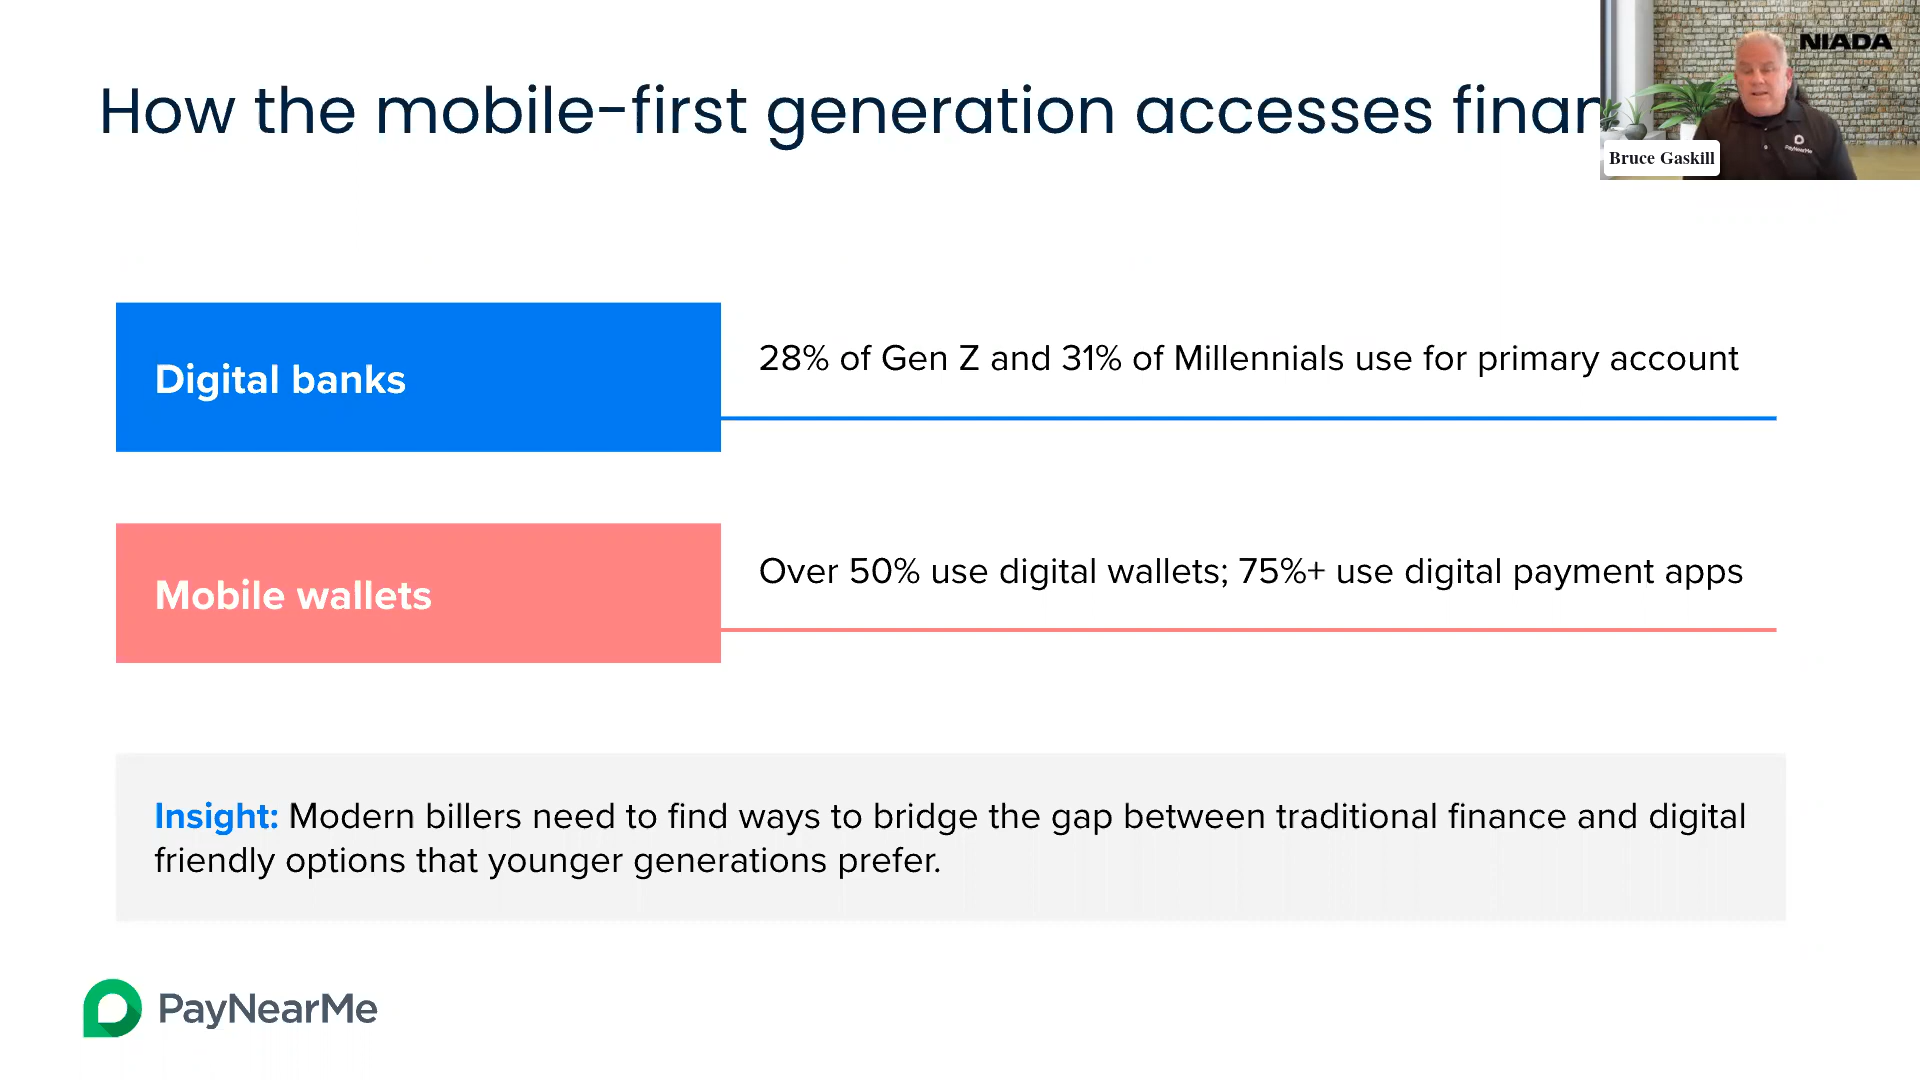 How the mobile-first generation accesses finan
NIADA
PayNearMe
Bruce Gaskill
Digital banks
28% of Gen Z and 31% of Millennials use for primary account
Mobile wallets
Over 50% use digital wallets; 75%+ use digital payment apps
Insight: Modern billers need to find ways to bridge the gap between traditional finance and digital
friendly options that younger generations prefer.
PayNearMe